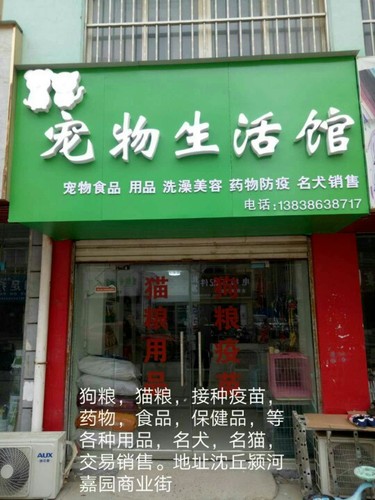 宠物生活馆
宠物食品 用品 洗澡美容 药物防疫 名犬销售
电话:13838638717
猫粮用品
狗粮疫苗
狗粮，猫粮，接种疫苗，
药物，食品，保健品，等
各种用品，名犬，名猫，
交易销售。地址沈丘颍河
嘉园商业街
AUX